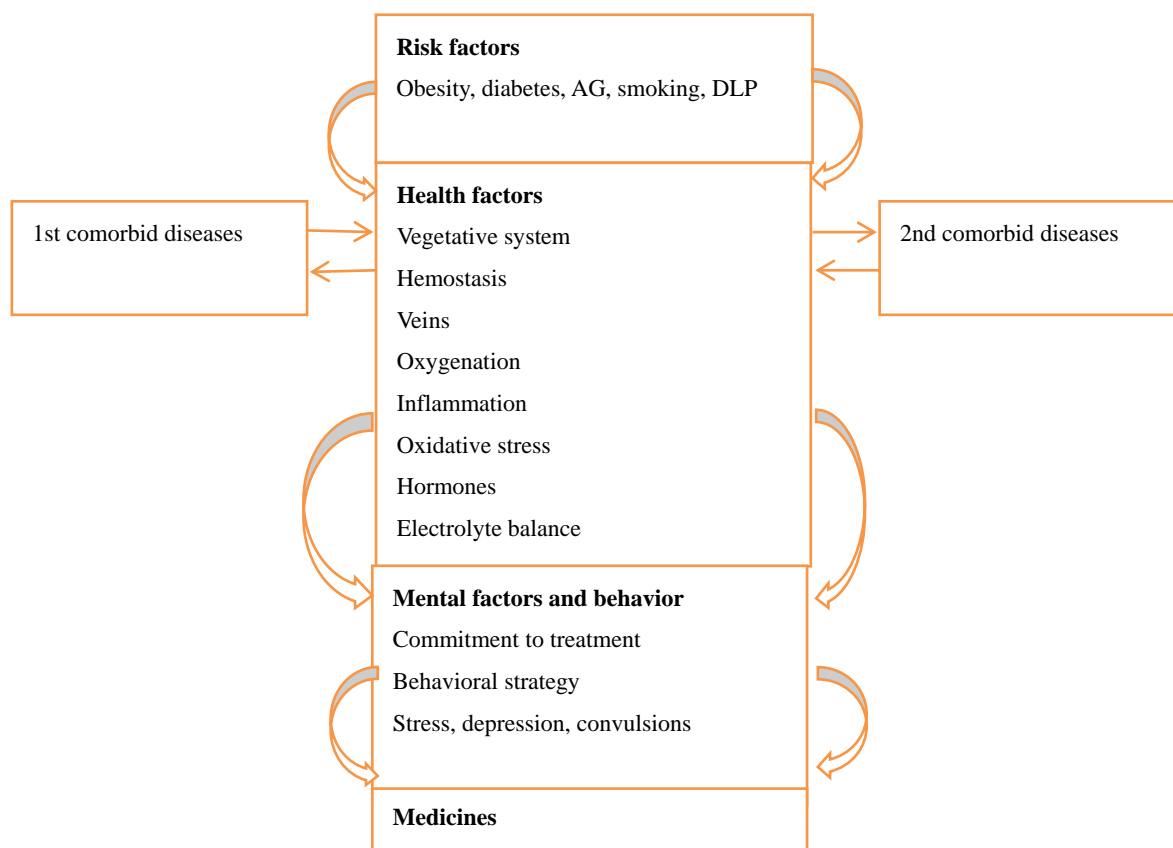 Risk factors
Obesity, diabetes, AG, smoking, DLP
Health factors
1st comorbid diseases
Vegetative system
2nd comorbid diseases
Hemostasis
Veins
Oxygenation
Inflammation
Oxidative stress
Hormones
Electrolyte balance
Mental factors and behavior
Commitment to treatment
Behavioral strategy
Stress, depression, convulsions
Medicines